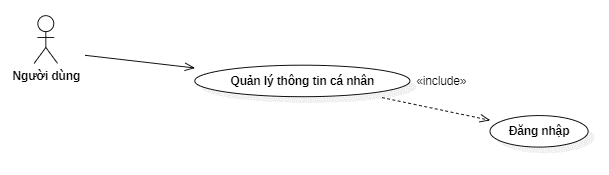 Người dùng
Quản lý thông tin cá nhân
«include»
Đăng nhập